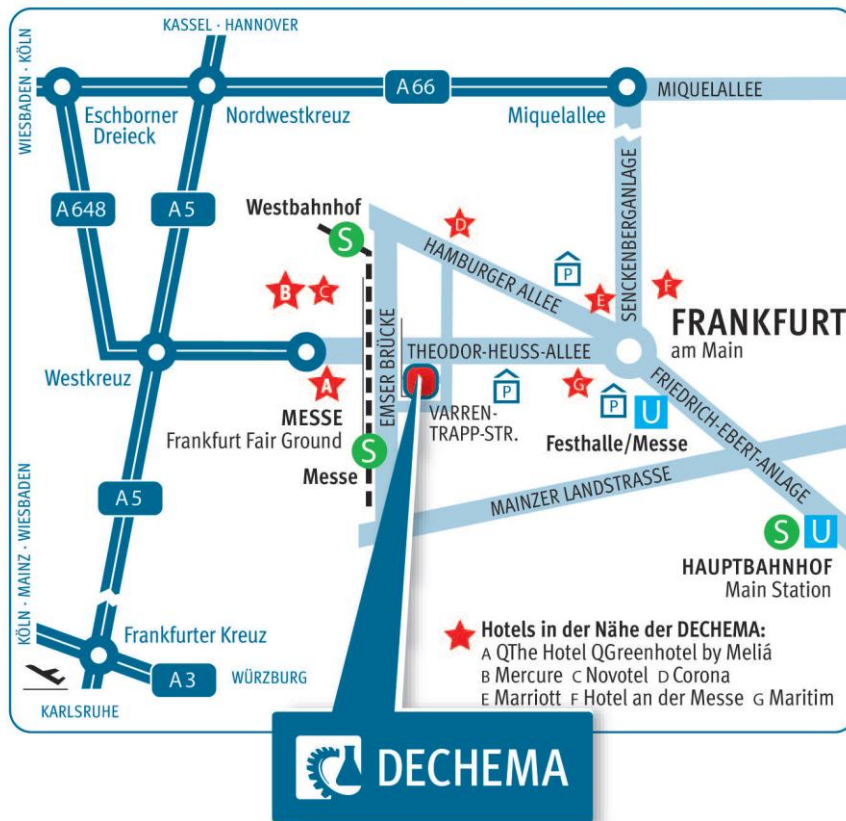 KASSEL · HANNOVER
WIESBADEN · KÖLN
A66
MIQUELALLEE
Eschborner
Dreieck
Nordwestkreuz
Miquelallee
A648
A5
Westbahnhof
S
D
HAMBURGER ALLEE
P
SENCKENBERGANLAGE
B
C
E
F
FRANKFURT
am Main
THEODOR-HEUSS-ALLEE
Westkreuz
A
EMSER BRÜCKE
P
G
P
U
FRIEDRICH-EBERT-ANLAGE
MESSE
Frankfurt Fair Ground
VARREN-
TRAPP-STR.
Festhalle/Messe
S
Messe
MAINZER LANDSTRASSE
A5
KÖLN · MAINZ · WIESBADEN
S
U
HAUPTBAHNHOF
Main Station
Frankfurter Kreuz
A3
WÜRZBURG
KARLSRUHE
Hotels in der Nähe der DECHEMA:
A QThe Hotel QGreenhotel by Meliá
B Mercure C Novotel D Corona
E Marriott F Hotel an der Messe G Maritim
DECHEMA